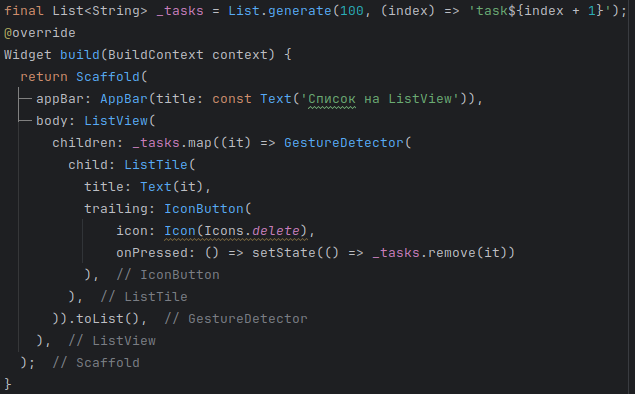 final List<String> _tasks = List.generate(100, (index) => 'task${index + 1}');
@override
Widget build(BuildContext context) {
  return Scaffold(
    appBar: AppBar(title: const Text('Список на ListView')),
    body: ListView(
      children: _tasks.map((it) => GestureDetector(
        child: ListTile(
          title: Text(it),
          trailing: IconButton(
              icon: Icon(Icons.delete),
              onPressed: () => setState(() => _tasks.remove(it))
          ),  // IconButton
        ),  // ListTile
      )).toList(),  // GestureDetector
    ),  // ListView
  );  // Scaffold
}